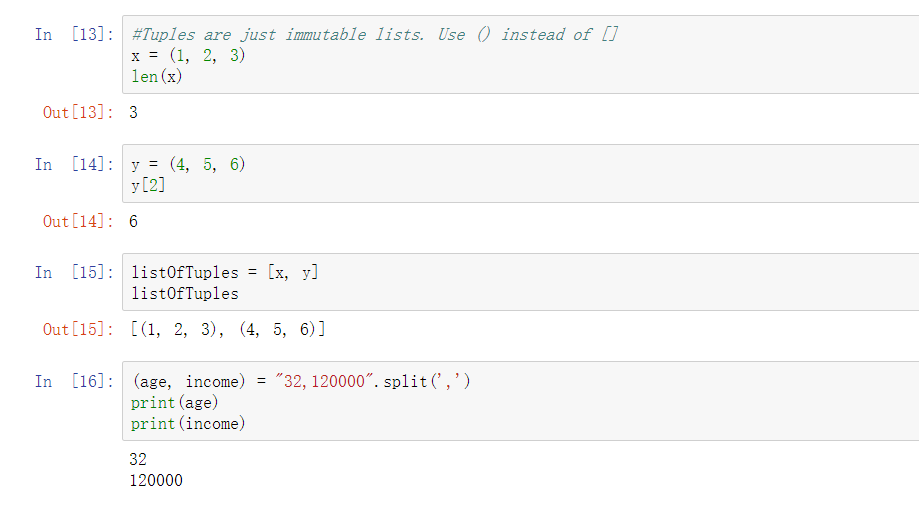 In [13]: #Tuples are just immutable lists. Use () instead of []
x = (1, 2, 3)
len(x)
Out[13]: 3
In [14]: y = (4, 5, 6)
y[2]
Out[14]: 6
In [15]: listOfTuples = [x, y]
listOfTuples
Out[15]: [(1, 2, 3), (4, 5, 6)]
In [16]: (age, income) = "32,120000".split(',')
print(age)
print(income)
32
120000